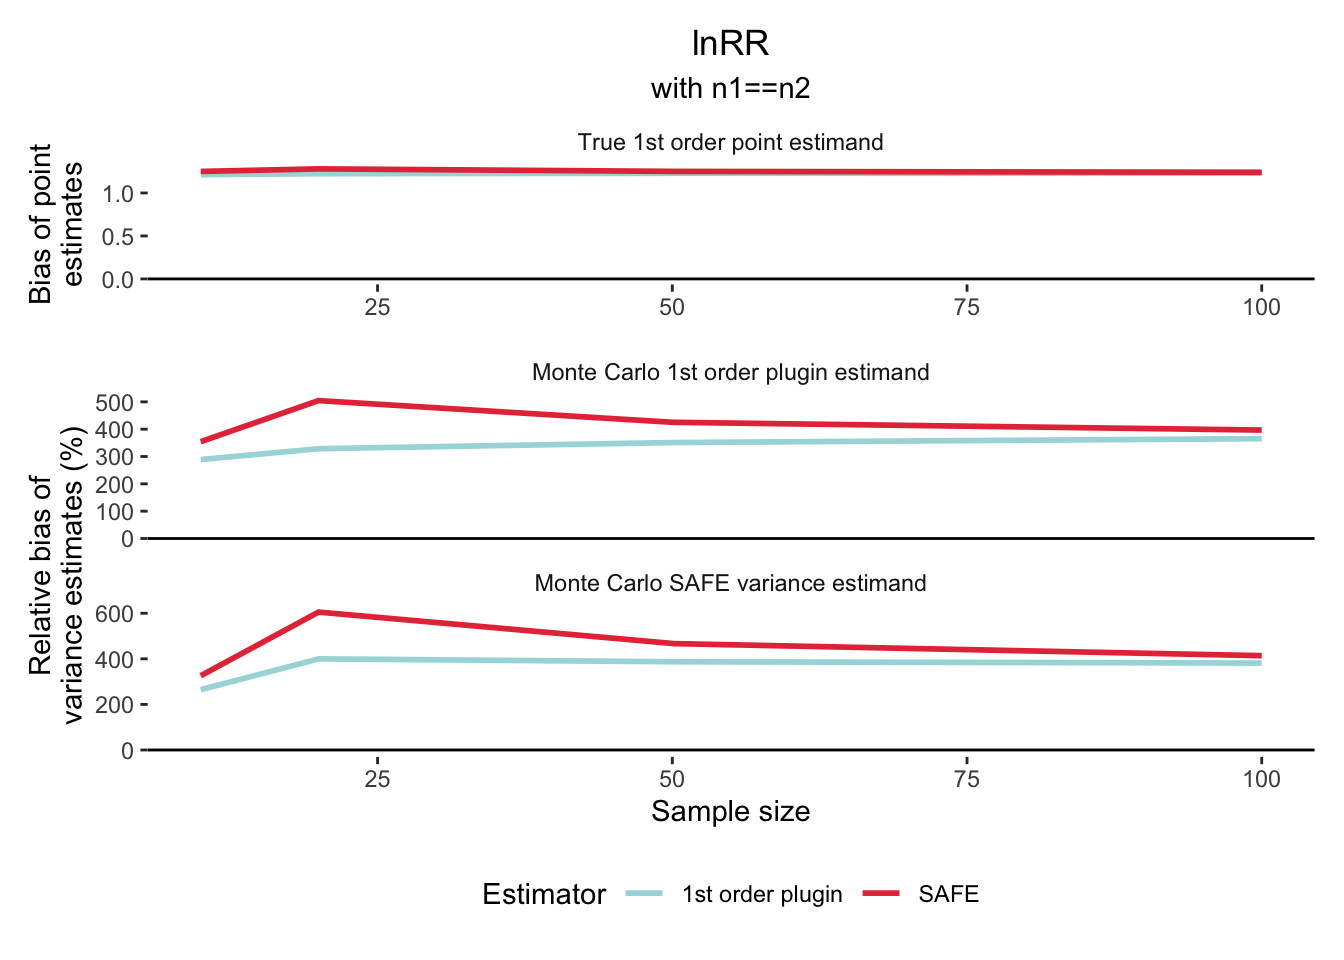 lnRR
with n1==n2
True 1st order point estimand
Bias of point
estimates
1.0
0.5
0.0
25 50 75 100
Monte Carlo 1st order plugin estimand
Relative bias of
variance estimates (%)
500
400
300
200
100
0
Monte Carlo SAFE variance estimand
600
400
200
0
25 50 75 100
Sample size
Estimator 1st order plugin SAFE